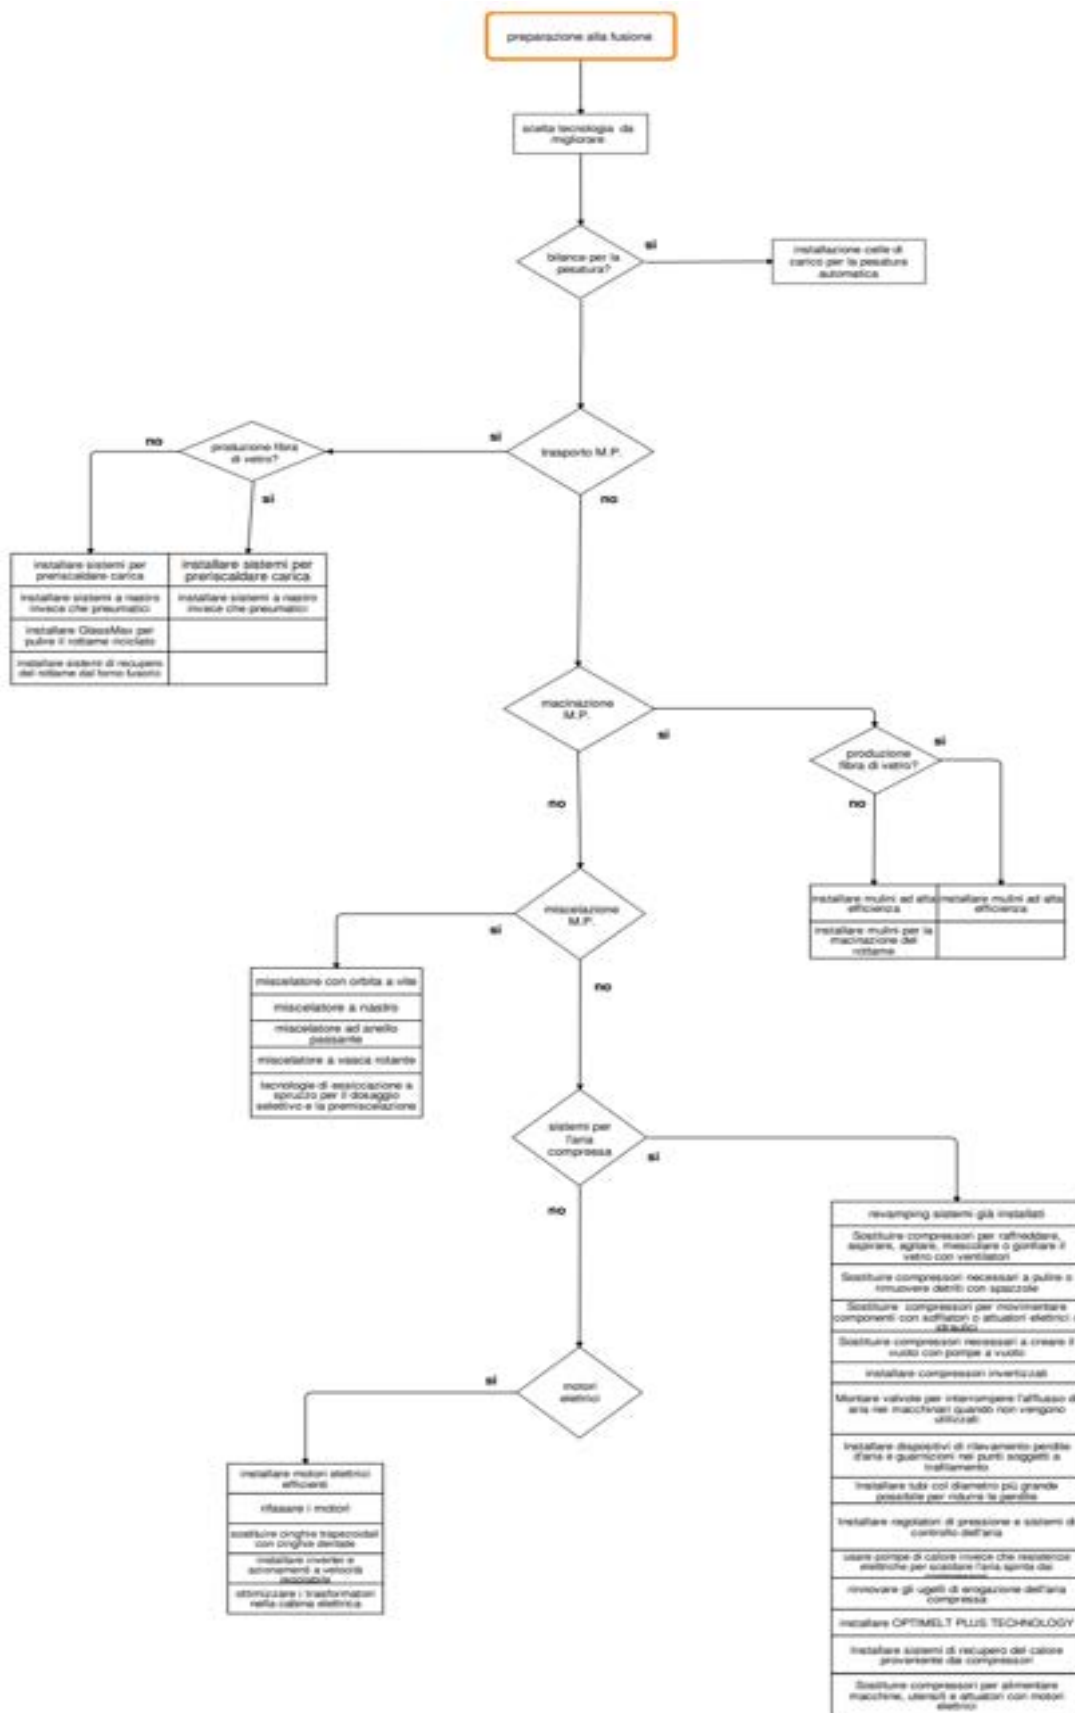 preparazione alla fusione
scelta tecnologia da
migliorare
bilance per la
pesatura?
si
installazione celle di
carico per la pesatura
automatica
no
produzione fibra
di vetro?
si
trasporto M.P.
si
no
installare sistemi per
preriscaldare carica
installare sistemi per
preriscaldare carica
installare sistemi a nastro
invece che pneumatici
installare sistemi a nastro
invece che pneumatici
installare GlassMax per
pulire il rottame riciclato
installare sistemi di recupero
del rottame dal forno fusorio
macinazione
M.P.
si
produzione
fibra di vetro?
si
no
no
installare mulini ad alta
efficienza
installare mulini ad alta
efficienza
installare mulini per la
macinazione del
rottame
miscelazione
M.P.
si
no
miscelatore con orbita a vite
miscelatore a nastro
miscelatore ad anello
pressante
miscelatore a vasca rotante
tecnologie di essiccazione a
spruzzo per il dosaggio
selettivo e la premiscelazione
sistemi per
l'aria
compressa
si
no
revamping sistemi già installati
Sostituire compressori per raffreddare,
aspirare, agitare, mescolare o gonfiare il
vetro con ventilatori
Sostituire compressori necessari a pulire o
rimuovere detriti con spazzole
Sostituire compressori per movimentare
componenti con soffiatori o attuatori elettrici o
idraulici
Sostituire compressori necessari a creare il
vuoto con pompe a vuoto
installare compressori invertizzati
Montare valvole per interrompere l'afflusso di
aria nei macchinari quando non vengono
utilizzati
Installare dispositivi di rilevamento perdite
d'aria e guarnizioni nei punti soggetti a
trafilamento
Installare tubi col diametro più grande
possibile per ridurre le perdite
Installare regolatori di pressione e sistemi di
controllo dell'aria
usare pompe di calore invece che resistenze
elettriche per scaldare l'aria spinta dai
rinnovare gli ugelli di erogazione dell'aria
compressa
installare OPTIMELT PLUS TECHNOLOGY
Installare sistemi di recupero del calore
proveniente dai compressori
Sostituire compressori per alimentare
macchine, utensili e attuatori con motori
elettrici
motori
elettrici
si
installare motori elettrici
efficienti
rifasare i motori
sostituire cinghie trapezoidali
con cinghie dentate
installare inverter e
azionamenti a velocità
regolabile
ottimizzare i trasformatori
nella cabina elettrica